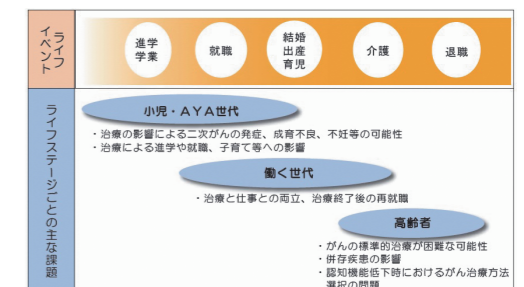 ライフ
イベント
進学
学業
就職
結婚
出産
育児
介護
退職
ライフステージごとの主な課題
小児・AYA世代
・治療の影響による二次がんの発症、成育不良、不妊等の可能性
・治療による進学や就職、子育て等への影響
働く世代
・治療と仕事との両立、治療終了後の再就職
高齢者
・がんの標準的治療が困難な可能性
・併存疾患の影響
・認知機能低下時におけるがん治療方法
選択の問題